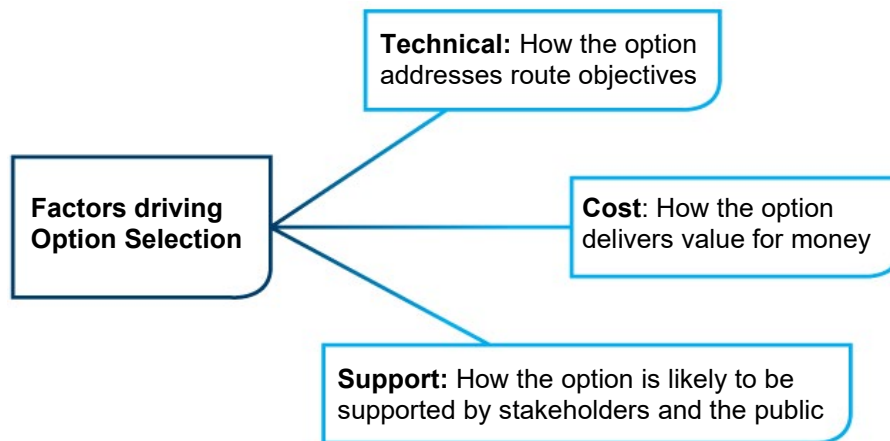 Technical: How the option
addresses route objectives
Factors driving
Option Selection
Cost: How the option
delivers value for money
Support: How the option is likely to be
supported by stakeholders and the public